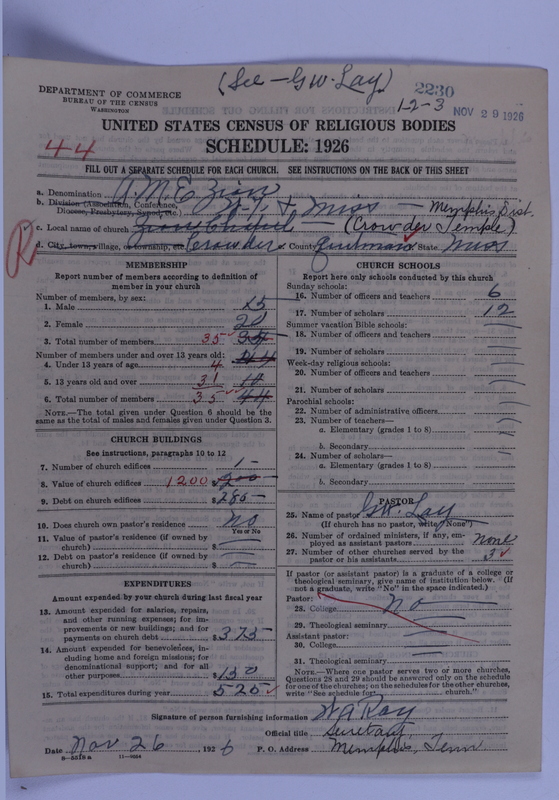 (See - G.W. Lay)
2230
1-2-3
NOV 29 1926
DEPARTMENT OF COMMERCE
BUREAU OF THE CENSUS
WASHINGTON
UNITED STATES CENSUS OF RELIGIOUS BODIES
44
SCHEDULE: 1926
FILL OUT A SEPARATE SCHEDULE FOR EACH CHURCH. SEE INSTRUCTIONS ON THE BACK OF THIS SHEET
a. Denomination A.M.E. Zion
b. Division (Association, Conference, Diocese, Presbytery, Synod, etc.) & Miss — Memphis Dist.
c. Local name of church Zion Chapel (Crowder Temple)
d. City, town, village, or township, etc. Crowder County Quitman State Miss
MEMBERSHIP
Report number of members according to definition of
member in your church
Number of members, by sex:
1. Male 15
2. Female 20
3. Total number of members 35
Number of members under and over 13 years old:
4. Under 13 years of age 4
5. 13 years old and over 31
6. Total number of members 35 44
NOTE.—The total given under Question 6 should be
same as the total of males and females given under Question 3.
CHURCH BUILDINGS
See instructions, paragraphs 10 to 12
7. Number of church edifices 1
8. Value of church edifices 1200 $
9. Debt on church edifices $285
10. Does church own pastor's residence No
Yes or No
11. Value of pastor's residence (if owned by
church) $ —
12. Debt on pastor's residence (if owned by
church) $ —
EXPENDITURES
Amount expended by your church during last fiscal year
13. Amount expended for salaries, repairs,
and other running expenses; for im-
provements or new buildings; and for
payments on church debt $375
14. Amount expended for benevolences, in-
cluding home and foreign missions; for
denominational support; and for all
other purposes $150
15. Total expenditures during year $525
CHURCH SCHOOLS
Report here only schools conducted by this church
Sunday schools:
16. Number of officers and teachers 6
17. Number of scholars 12
Summer vacation Bible schools:
18. Number of officers and teachers —
19. Number of scholars —
Week-day religious schools:
20. Number of officers and teachers —
21. Number of scholars —
Parochial schools:
22. Number of administrative officers —
23. Number of teachers—
a. Elementary (grades 1 to 8) —
b. Secondary
24. Number of scholars—
a. Elementary (grades 1 to 8) —
b. Secondary
PASTOR
25. Name of pastor G.W. Lay
(If church has no pastor, write "None")
26. Number of ordained ministers, if any, em-
ployed as assistant pastors None
27. Number of other churches served by the
pastor or his assistants 3
If pastor (or assistant pastor) is a graduate of a college or
theological seminary, give name of institution below. (If
not a graduate, write "No" in the space indicated.)
Pastor:
28. College No
29. Theological seminary
Assistant pastor:
30. College
31. Theological seminary
NOTE.—Where one pastor serves two or more churches,
Questions 28 and 29 should be answered only on the schedule
for one of the churches; on the schedules for the other churches,
write "See schedule for church."
Signature of person furnishing information W A Ray
Official title Secretary
Date Nov 26, 1926 P. O. Address Memphis, Tenn
8—5518 a 11—9054